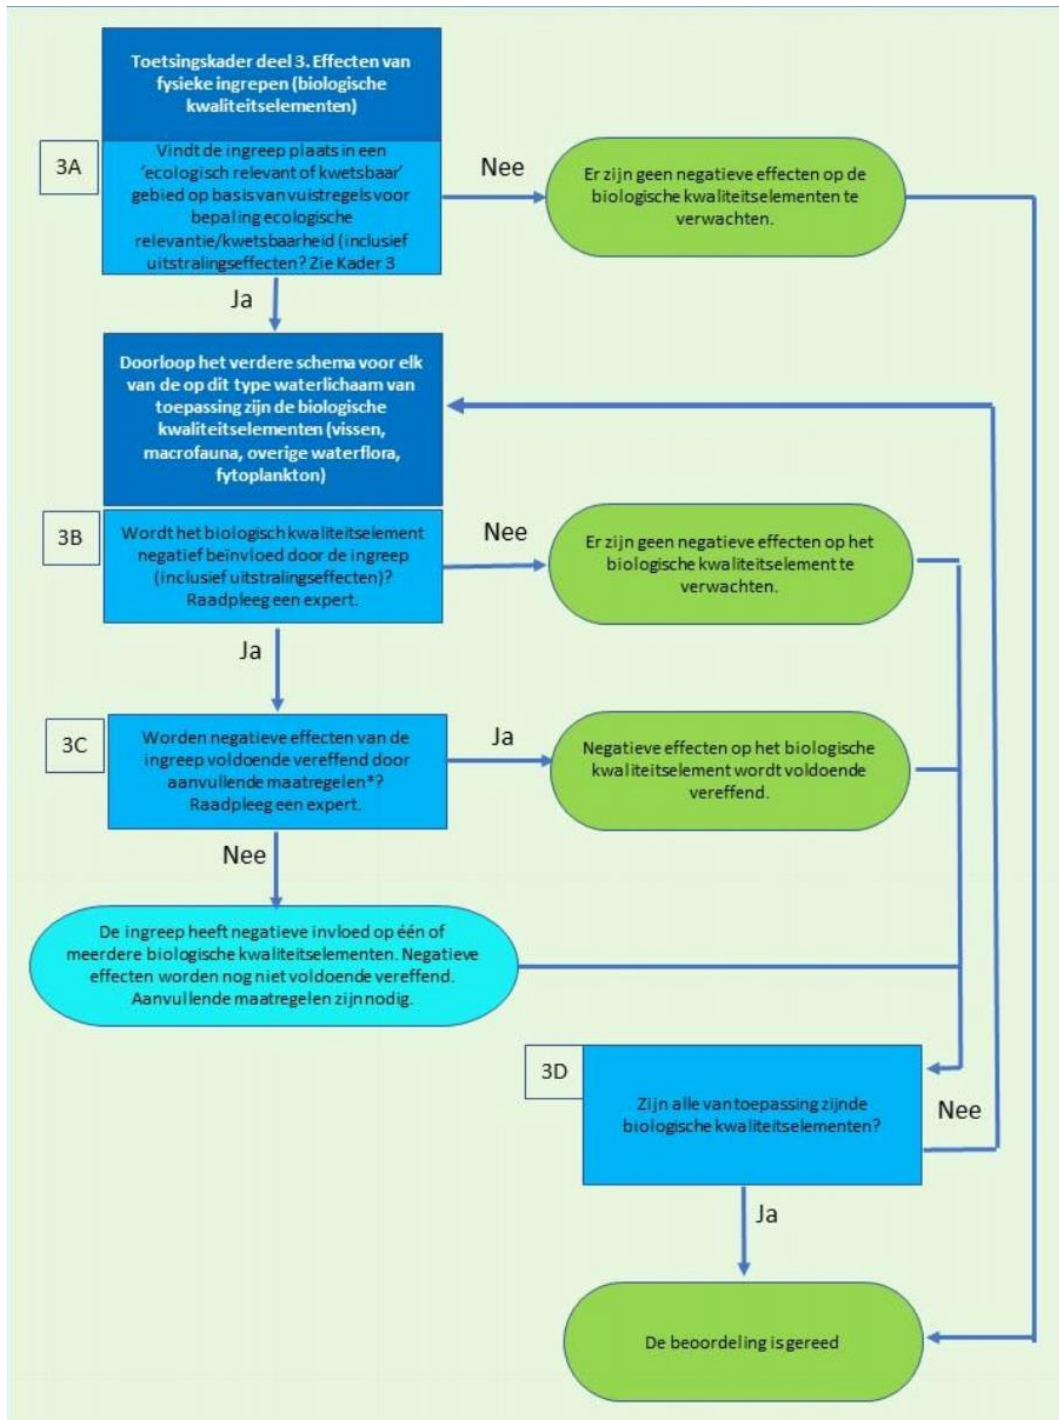 Toetsingskader deel 3. Effecten van
fysieke ingrepen (biologische
kwaliteitselementen)
3A
Vindt de ingreep plaats in een
‘ecologisch relevant of kwetsbaar’
gebied op basis van vuistregels voor
bepaling ecologische
relevantie/kwetsbaarheid (inclusief
uitstralingseffecten? Zie Kader 3
Nee
Er zijn geen negatieve effecten op de
biologische kwaliteitselementen te
verwachten.
Ja
Doorloop het verdere schema voor elk
van de op dit type waterlichaam van
toepassing zijn de biologische
kwaliteitselementen (vissen,
macrofauna, overige waterflora,
fytoplankton)
3B
Wordt het biologisch kwaliteitselement
negatief beïnvloed door de ingreep
(inclusief uitstralingseffecten)?
Raadpleeg een expert.
Nee
Er zijn geen negatieve effecten op het
biologische kwaliteitselement te
verwachten.
Ja
3C
Worden negatieve effecten van de
ingreep voldoende vereffend door
aanvullende maatregelen*?
Raadpleeg een expert.
Ja
Negatieve effecten op het biologische
kwaliteitselement wordt voldoende
vereffend.
Nee
De ingreep heeft negatieve invloed op één of
meerdere biologische kwaliteitselementen. Negatieve
effecten worden nog niet voldoende vereffend.
Aanvullende maatregelen zijn nodig.
3D
Zijn alle van toepassing zijnde
biologische kwaliteitselementen?
Nee
Ja
De beoordeling is gereed